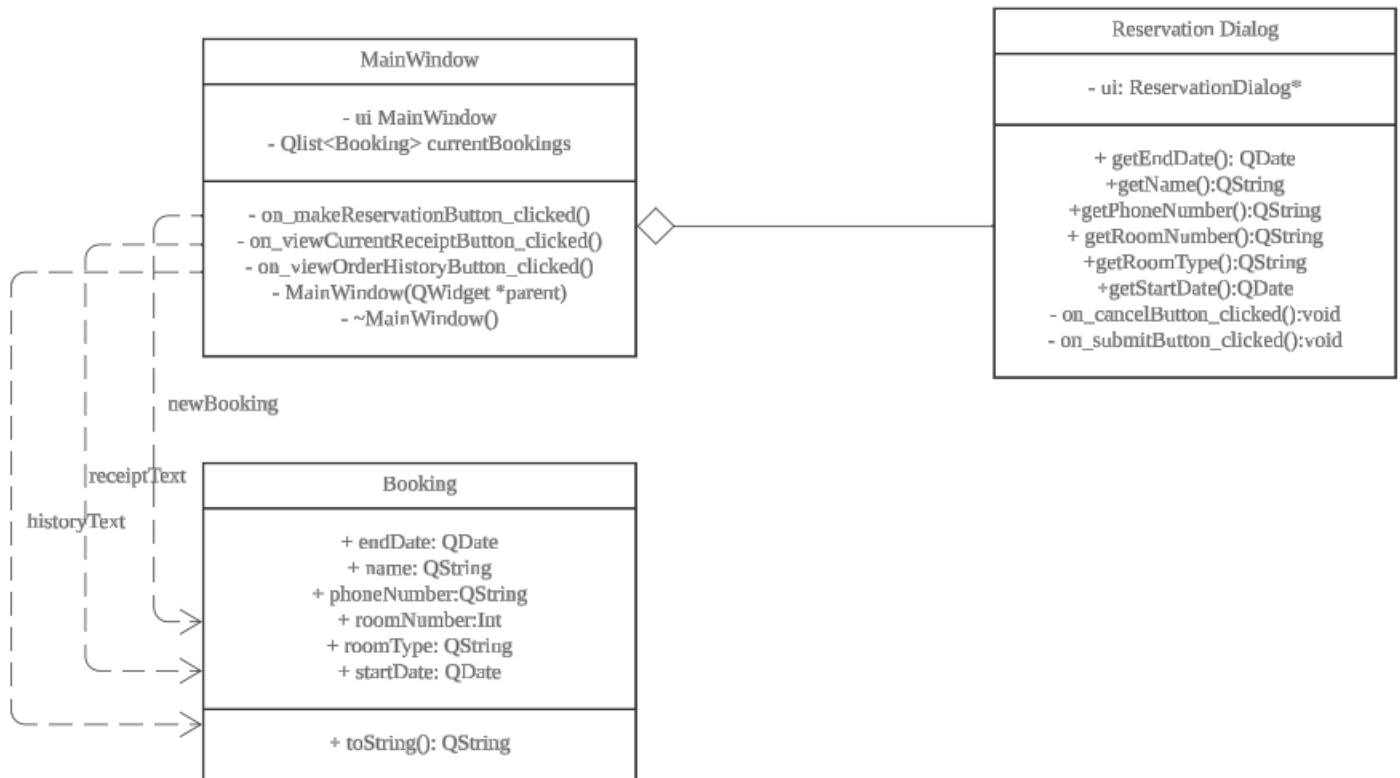 MainWindow
- ui MainWindow
- Qlist<Booking> currentBookings
- on_makeReservationButton_clicked()
- on_viewCurrentReceiptButton_clicked()
- on_viewOrderHistoryButton_clicked()
- MainWindow(QWidget *parent)
- ~MainWindow()
Reservation Dialog
- ui: ReservationDialog*
+ getEndDate(): QDate
+getName():QString
+getPhoneNumber():QString
+ getRoomNumber():QString
+getRoomType():QString
+getStartDate():QDate
- on_cancelButton_clicked():void
- on_submitButton_clicked():void
newBooking
receiptText
historyText
Booking
+ endDate: QDate
+ name: QString
+ phoneNumber:QString
+ roomNumber:Int
+ roomType: QString
+ startDate: QDate
+ toString(): QString